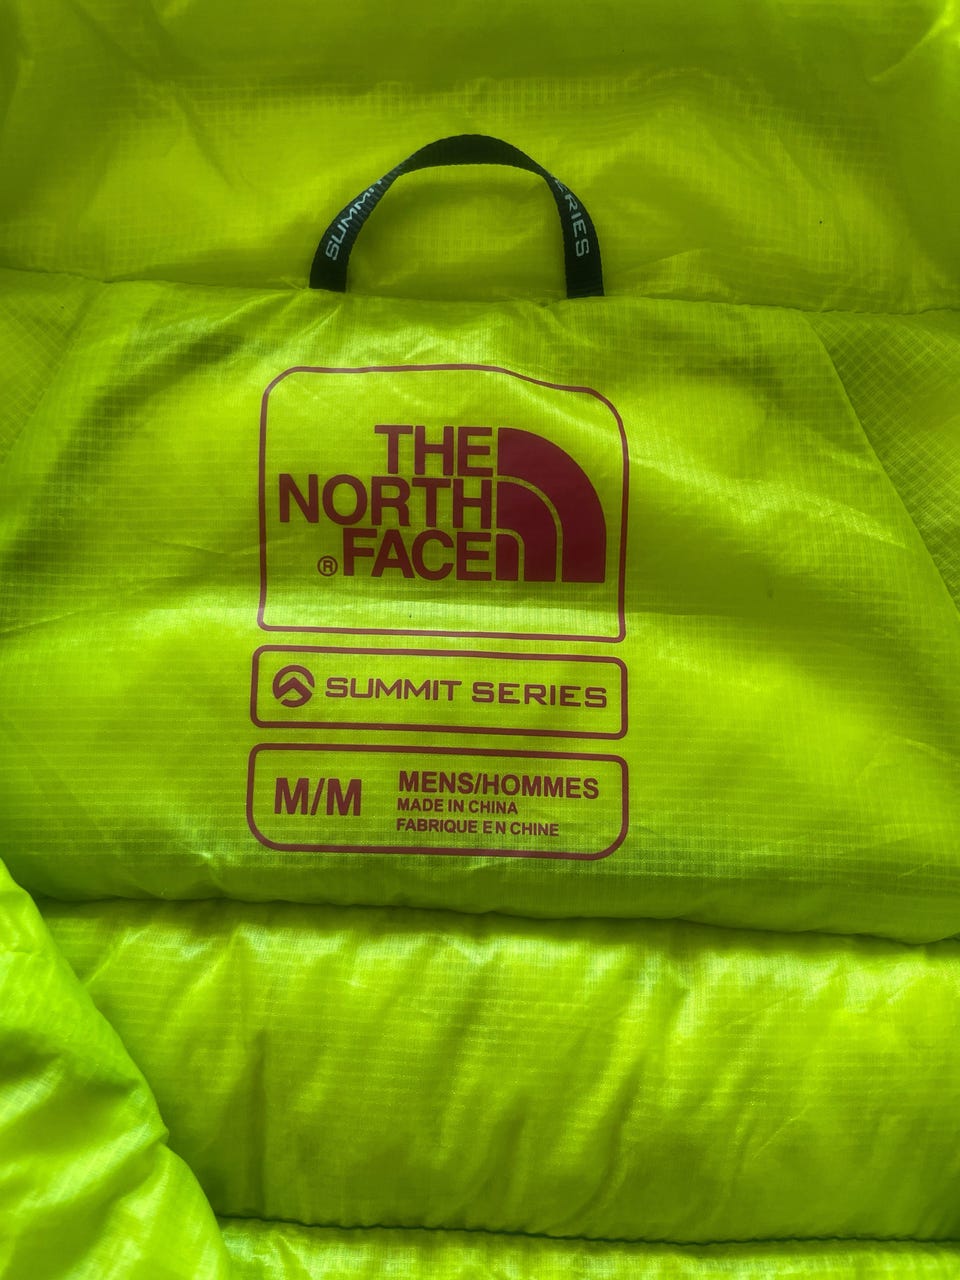 SUMMIT SERIES
THE
NORTH
® FACE
SUMMIT SERIES
M/M
MENS/HOMMES
MADE IN CHINA
FABRIQUE EN CHINE